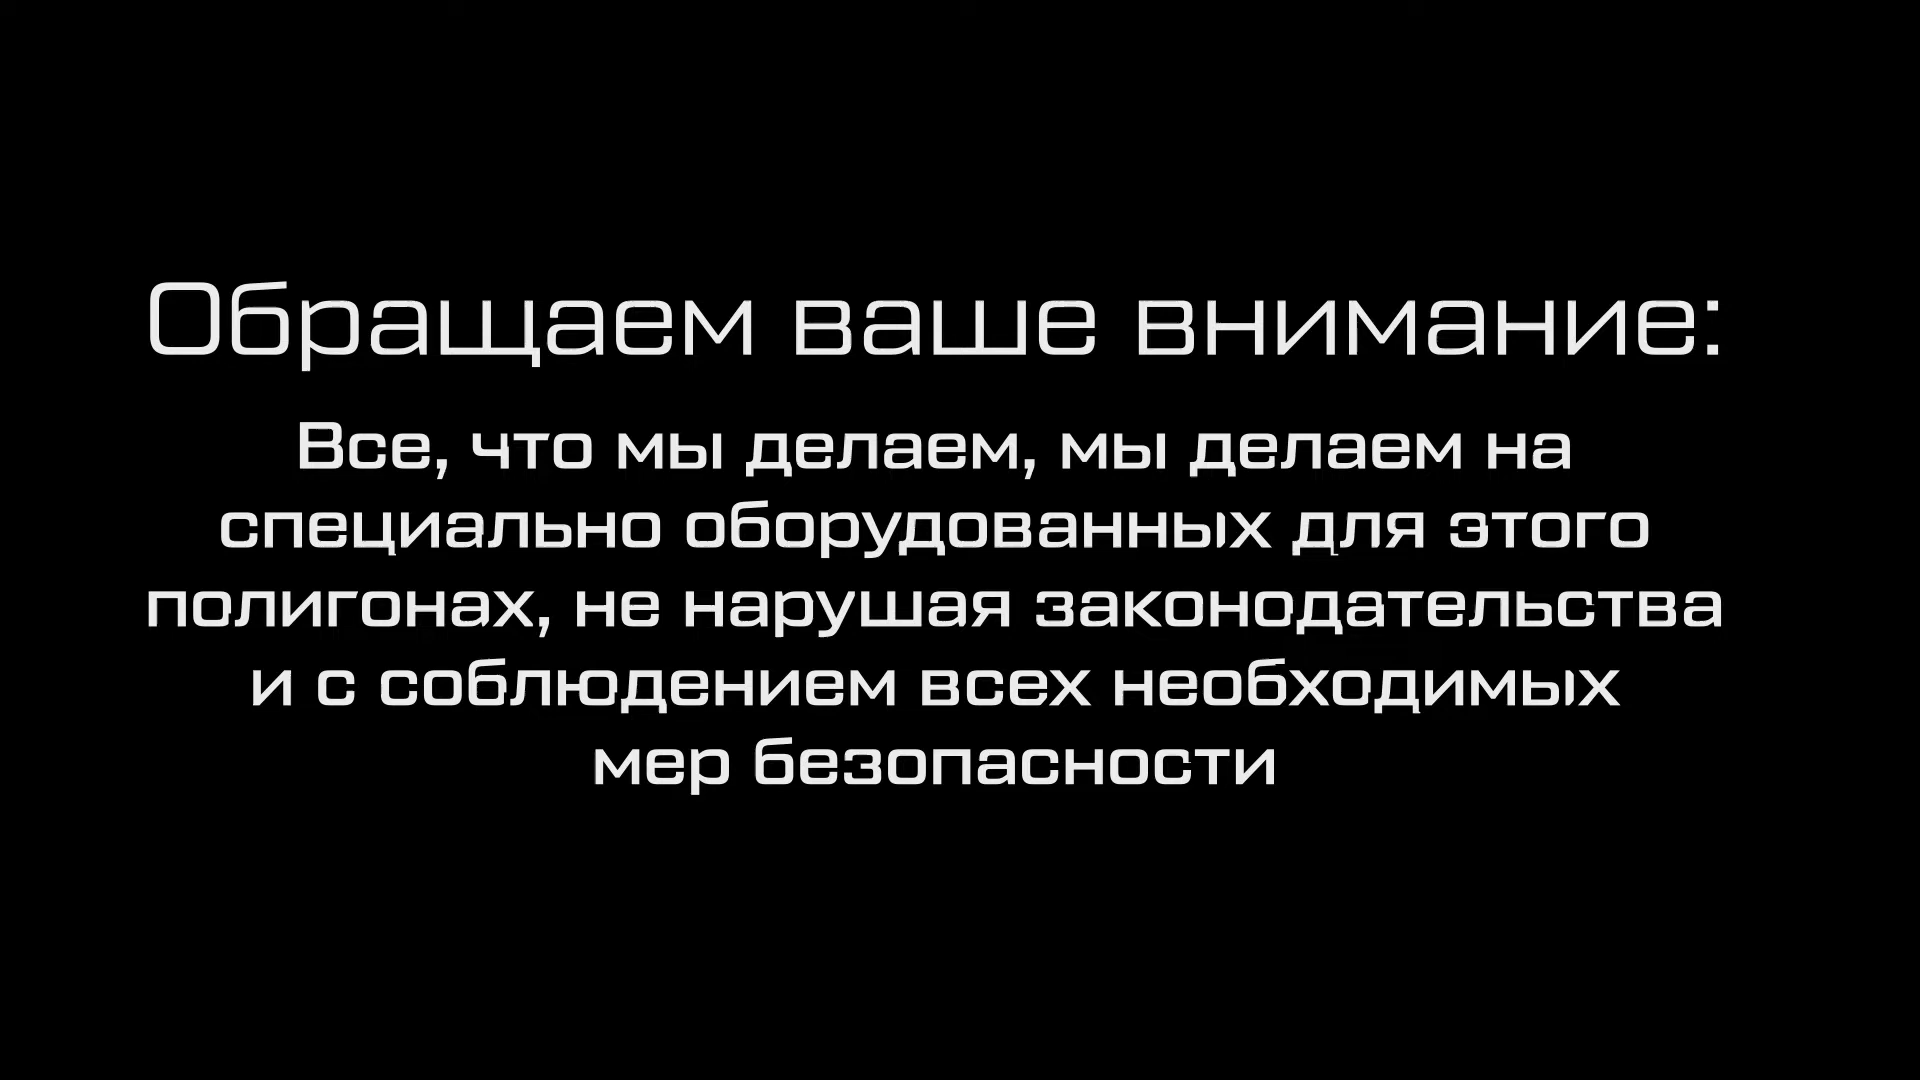 Обращаем ваше внимание:
Все, что мы делаем, мы делаем на
специально оборудованных для этого
полигонах, не нарушая законодательства
и с соблюдением всех необходимых
мер безопасности